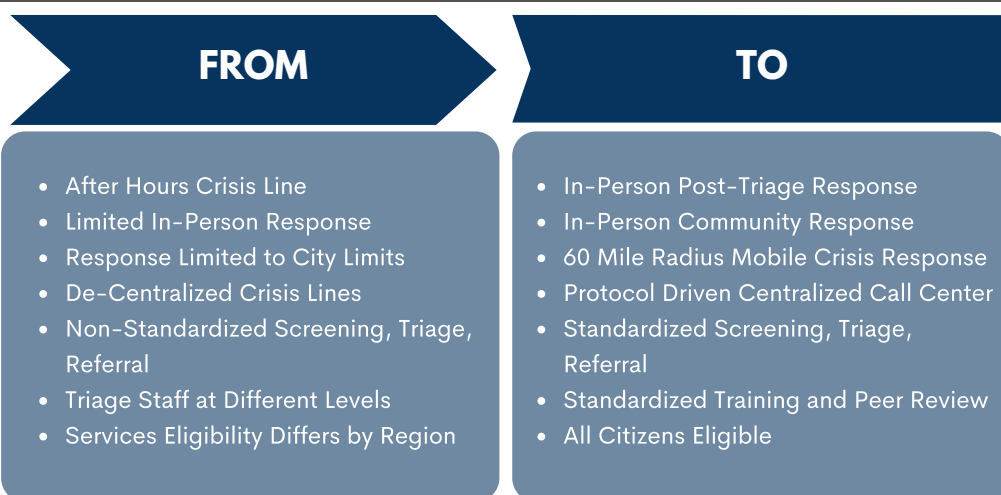 FROM
After Hours Crisis Line
Limited In-Person Response
Response Limited to City Limits
De-Centralized Crisis Lines
Non-Standardized Screening, Triage,
Referral
Triage Staff at Different Levels
Services Eligibility Differs by Region
TO
In-Person Post-Triage Response
In-Person Community Response
60 Mile Radius Mobile Crisis Response
Protocol Driven Centralized Call Center
Standardized Screening, Triage,
Referral
Standardized Training and Peer Review
All Citizens Eligible